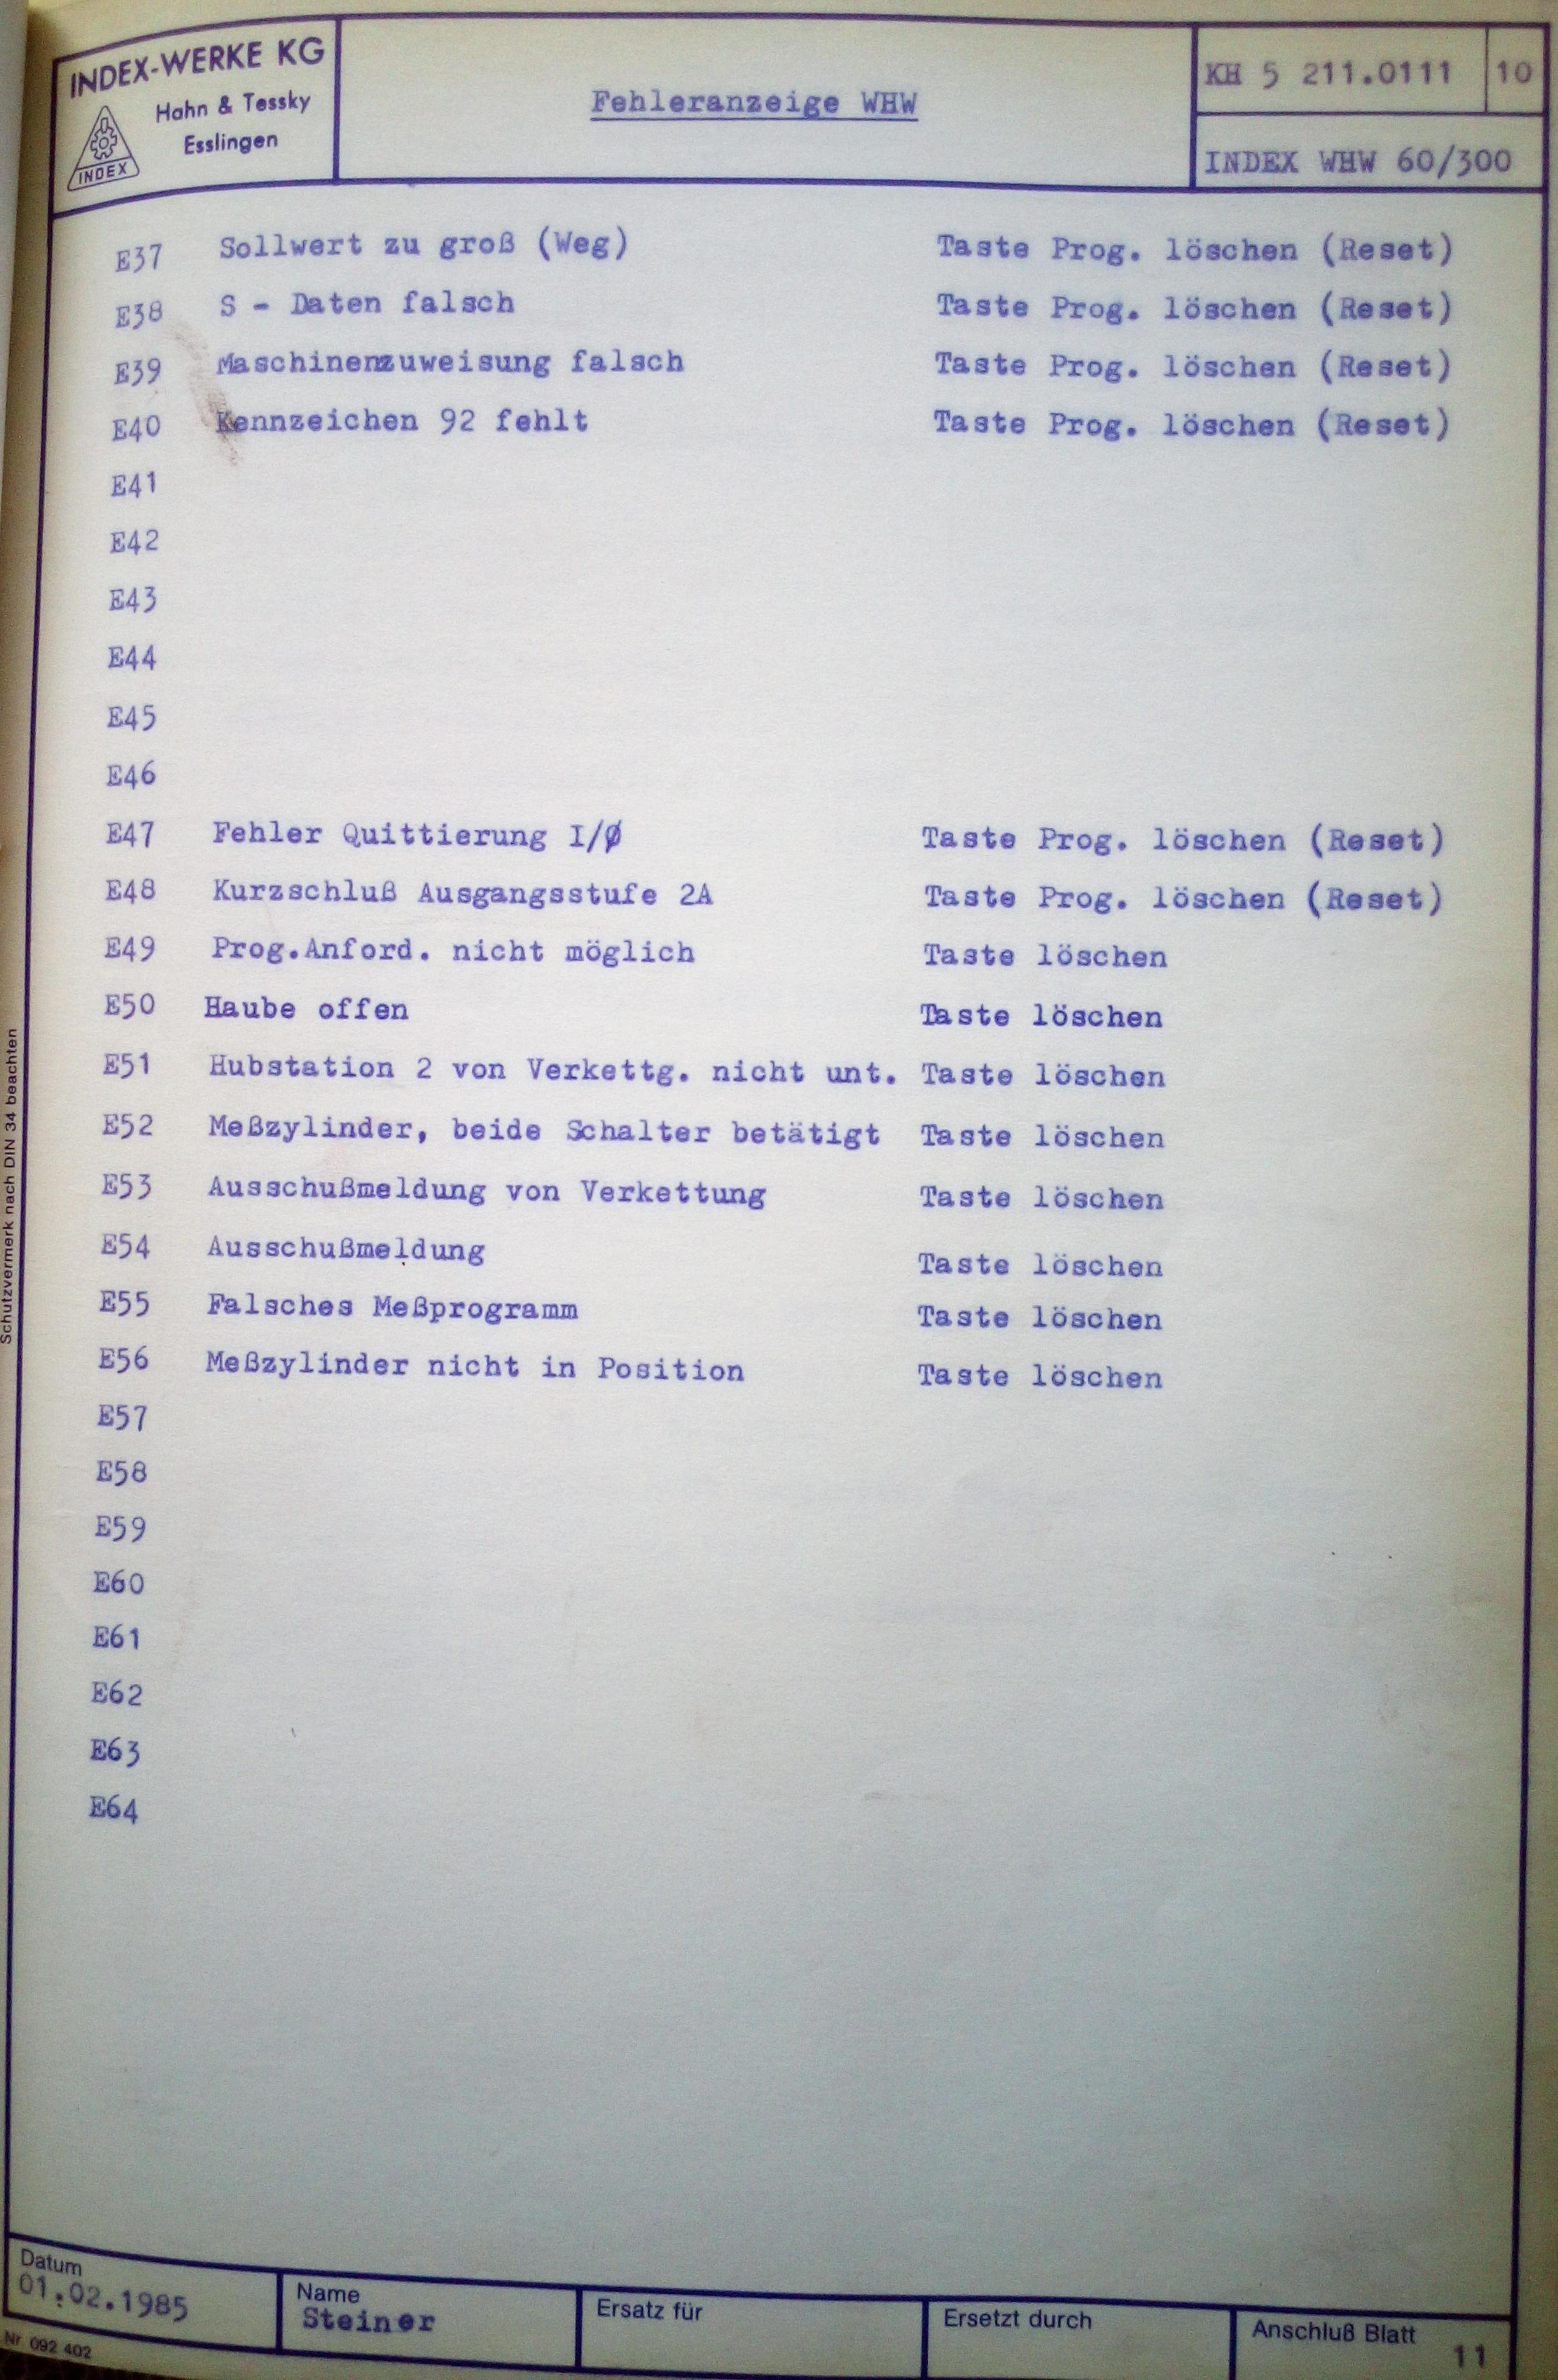 INDEX-WERKE KG
Hahn & Tessky
Esslingen
INDEX
Fehleranzeige WHW
KH 5 211.0111 10
INDEX WHW 60/300
E37 Sollwert zu groß (Weg) Taste Prog. löschen (Reset)
E38 S - Daten falsch Taste Prog. löschen (Reset)
E39 Maschinenzuweisung falsch Taste Prog. löschen (Reset)
E40 Kennzeichen 92 fehlt Taste Prog. löschen (Reset)
E41
E42
E43
E44
E45
E46
E47 Fehler Quittierung I/Ø Taste Prog. löschen (Reset)
E48 Kurzschluß Ausgangsstufe 2A Taste Prog. löschen (Reset)
E49 Prog.Anford. nicht möglich Taste löschen
E50 Haube offen Taste löschen
E51 Hubstation 2 von Verkettg. nicht unt. Taste löschen
E52 Meßzylinder, beide Schalter betätigt Taste löschen
E53 Ausschußmeldung von Verkettung Taste löschen
E54 Ausschußmeldung Taste löschen
E55 Falsches Meßprogramm Taste löschen
E56 Meßzylinder nicht in Position Taste löschen
E57
E58
E59
E60
E61
E62
E63
E64
Schutzvermerk nach DIN 34 beachten
Datum
01.02.1985
Name
Steiner
Ersatz für
Ersetzt durch
Anschluß Blatt
11
Nr. 092 402